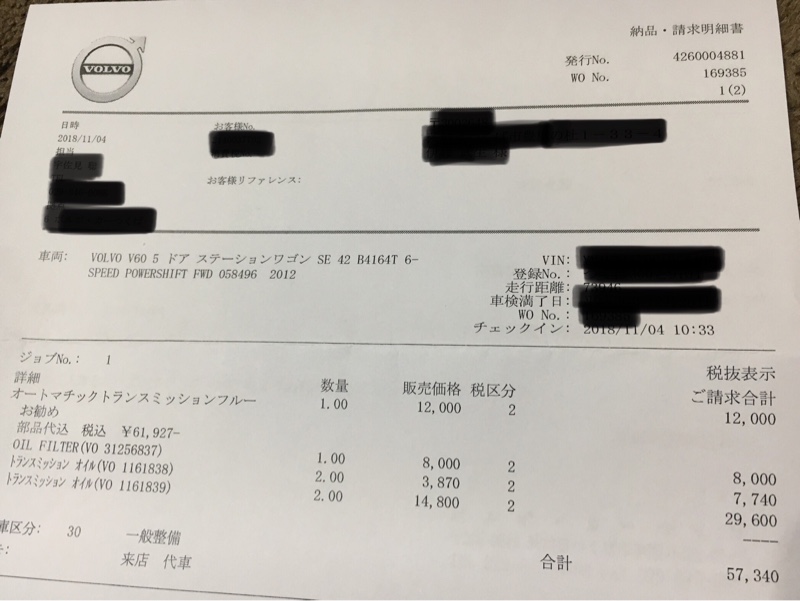 納品・請求明細書
VOLVO
発行No. 4260004881
WO No. 169385
1(2)
日時
2018/11/04
担当
お客様No.
お客様リファレンス:
車両: VOLVO V60 5 ドア ステーションワゴン SE 42 B4164T 6-
SPEED POWERSHIFT FWD 058496 2012
VIN:
登録No.:
走行距離:
車検満了日:
WO No.:
チェックイン: 2018/11/04 10:33
ジョブNo.: 1
税抜表示
詳細 数量 販売価格 税区分 ご請求合計
オートマチックトランスミッションフルー 1.00 12,000 2 12,000
お勧め
部品代込 税込 ¥61,927-
OIL FILTER(VO 31256837) 1.00 8,000 2 8,000
トランスミッション オイル(VO 1161838) 2.00 3,870 2 7,740
トランスミッション オイル(VO 1161839) 2.00 14,800 2 29,600
----
庫区分: 30 一般整備
来店 代車
合計 57,340